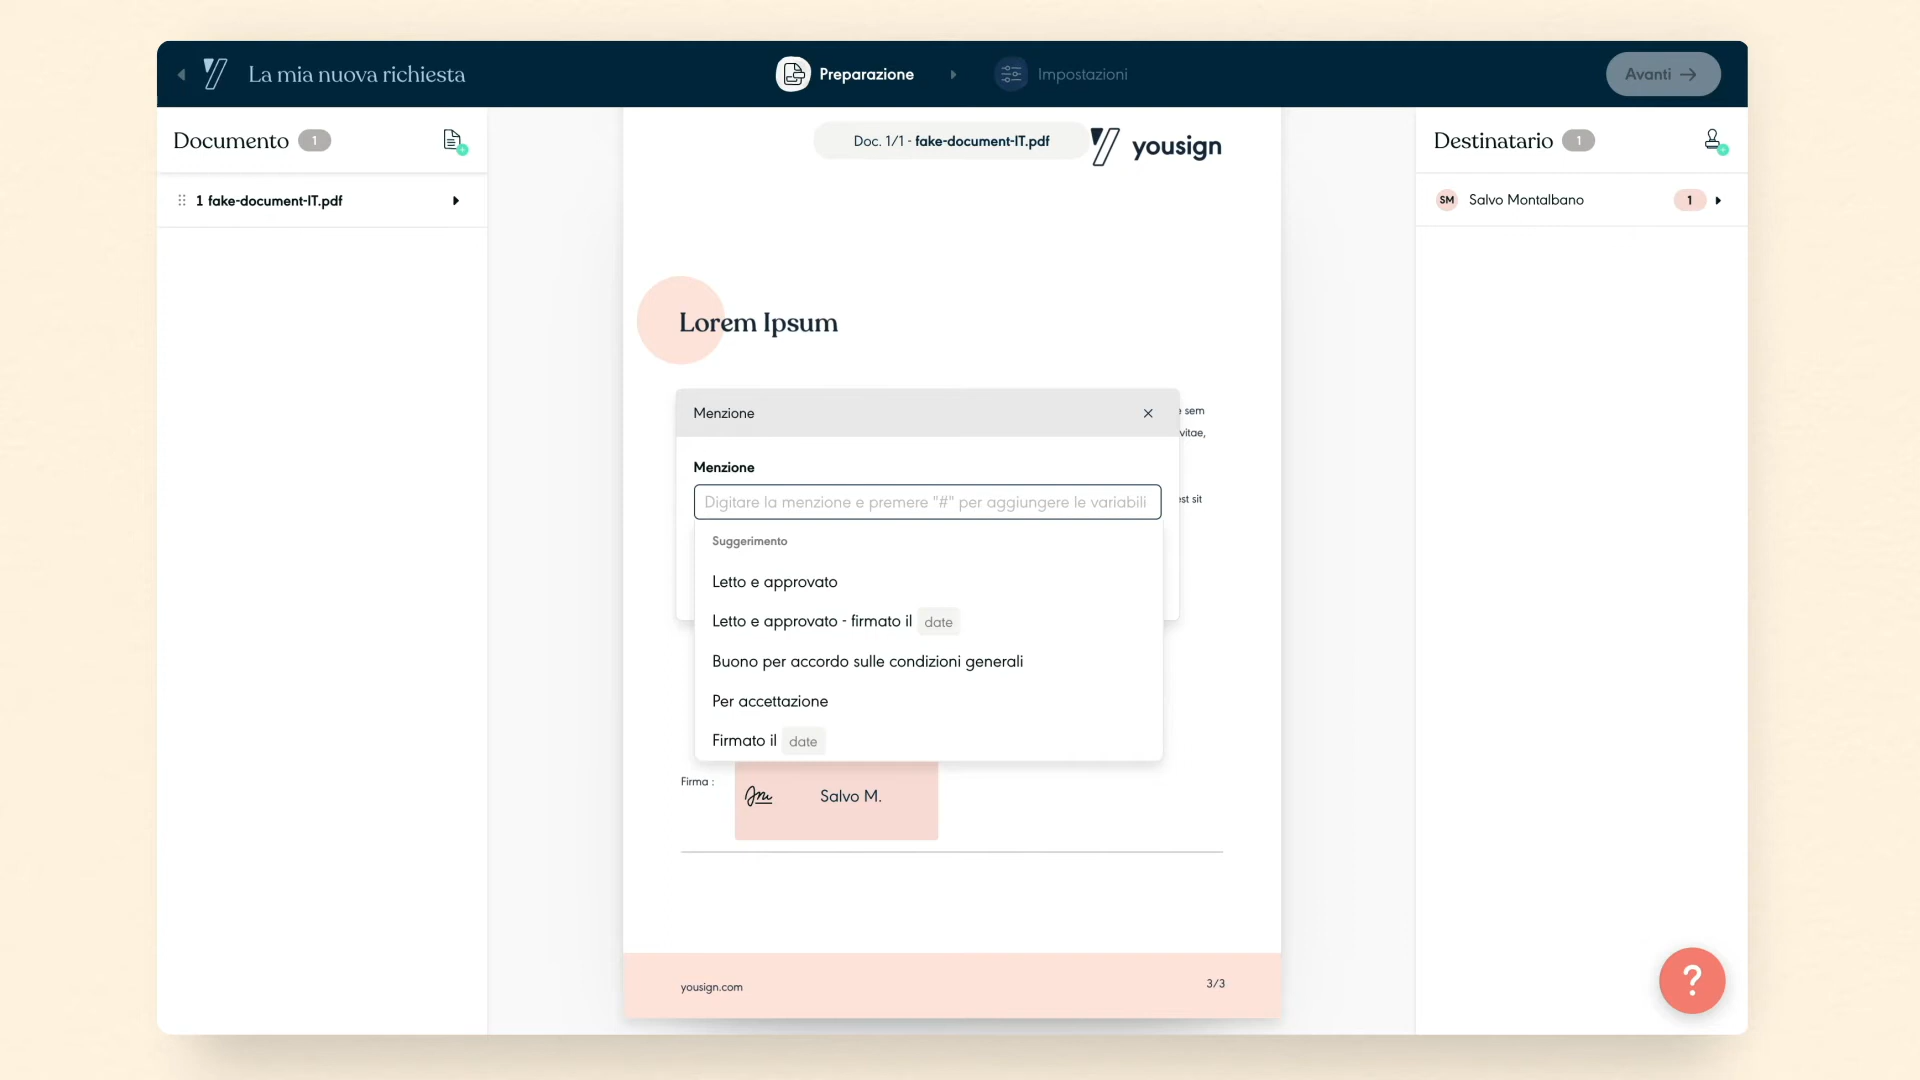 La mia nuova richiesta
Preparazione
Impostazioni
Avanti
Documento 1
1 fake-document-IT.pdf
Doc. 1/1 - fake-document-IT.pdf
yousign
Lorem Ipsum
sem
vitae,
est sit
Menzione
Menzione
Digitare la menzione e premere "#" per aggiungere le variabili
Suggerimento
Letto e approvato
Letto e approvato - firmato il date
Buono per accordo sulle condizioni generali
Per accettazione
Firmato il date
Firma :
Salvo M.
yousign.com
3/3
Destinatario 1
SM Salvo Montalbano 1
?